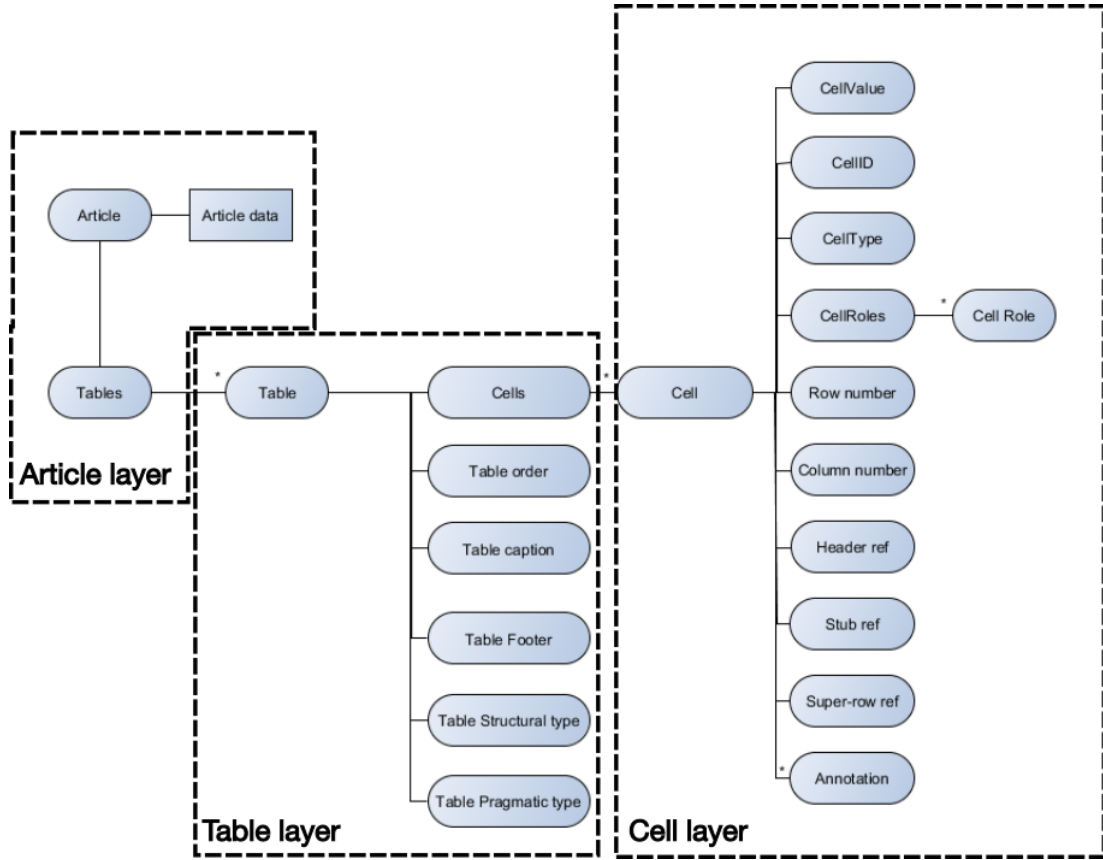 Article
Article data
Tables
*
Article layer
Table
Cells
Table order
Table caption
Table Footer
Table Structural type
Table Pragmatic type
Table layer
*
Cell
CellValue
CellID
CellType
CellRoles
*
Cell Role
Row number
Column number
Header ref
Stub ref
Super-row ref
*
Annotation
Cell layer